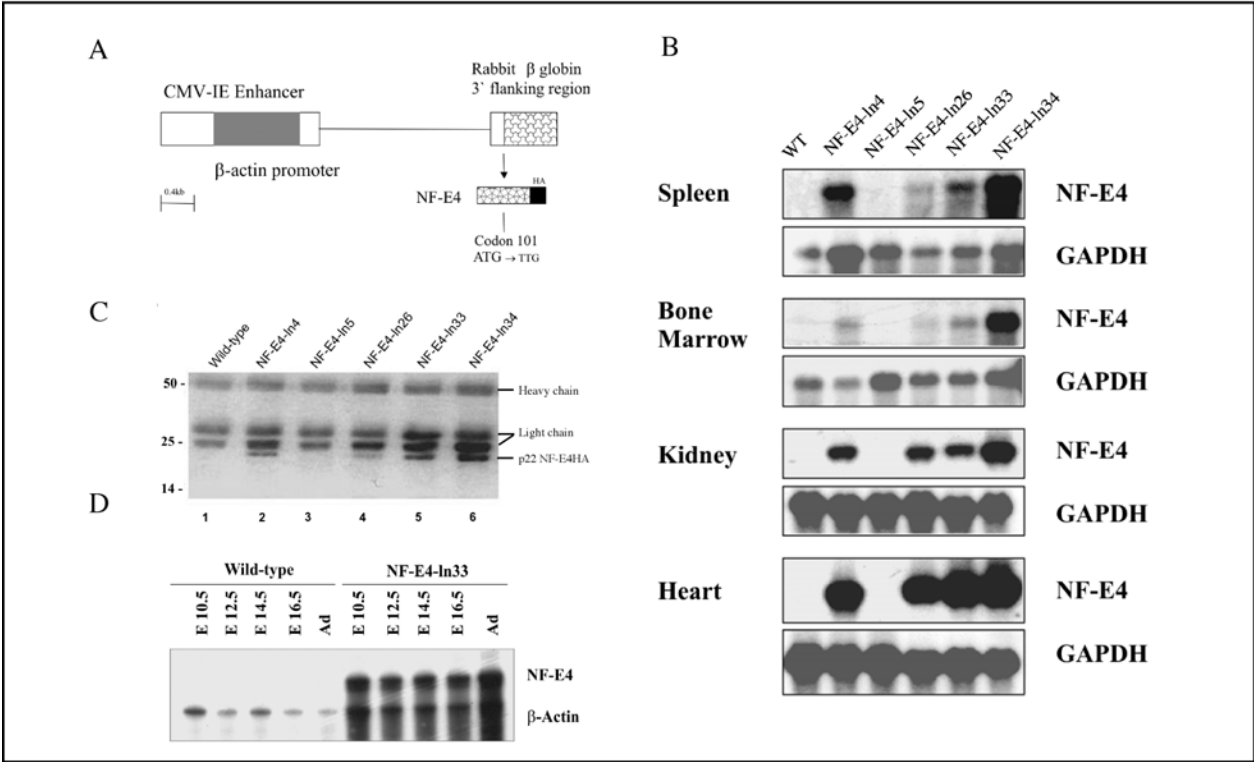 A
CMV-IE Enhancer
Rabbit β globin
3` flanking region
β-actin promoter
0.4kb
HA
NF-E4
Codon 101
ATG → TTG
B
WT
NF-E4-ln4
NF-E4-ln5
NF-E4-ln26
NF-E4-ln33
NF-E4-ln34
Spleen
NF-E4
GAPDH
Bone
Marrow
NF-E4
GAPDH
Kidney
NF-E4
GAPDH
Heart
NF-E4
GAPDH
C
Wild-type
NF-E4-ln4
NF-E4-ln5
NF-E4-ln26
NF-E4-ln33
NF-E4-ln34
50 -
Heavy chain
Light chain
25 -
p22 NF-E4HA
14 -
1 2 3 4 5 6
D
Wild-type NF-E4-ln33
E 10.5 E 12.5 E 14.5 E 16.5 Ad E 10.5 E 12.5 E 14.5 E 16.5 Ad
NF-E4
β-Actin